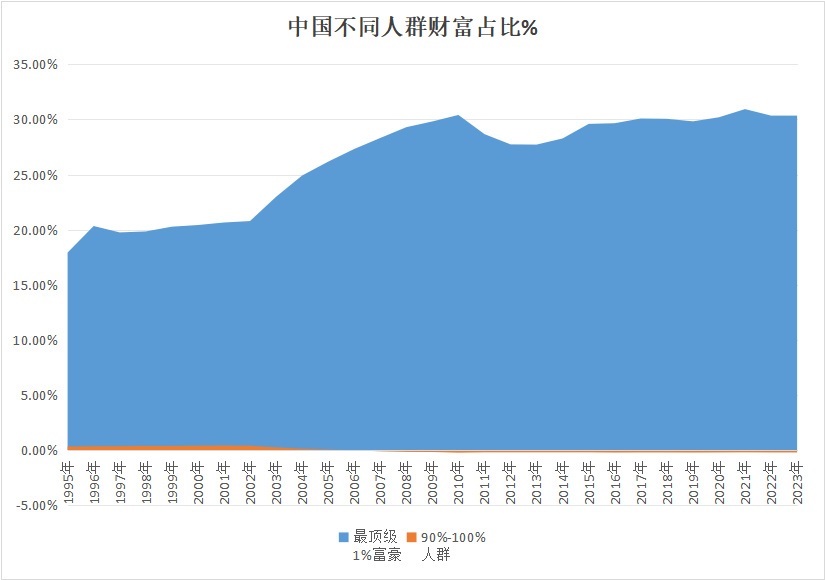 中国不同人群财富占比%
35.00%
30.00%
25.00%
20.00%
15.00%
10.00%
5.00%
0.00%
-5.00%
1995年
1996年
1997年
1998年
1999年
2000年
2001年
2002年
2003年
2004年
2005年
2006年
2007年
2008年
2009年
2010年
2011年
2012年
2013年
2014年
2015年
2016年
2017年
2018年
2019年
2020年
2021年
2022年
2023年
最顶级
1%富豪
90%-100%
人群